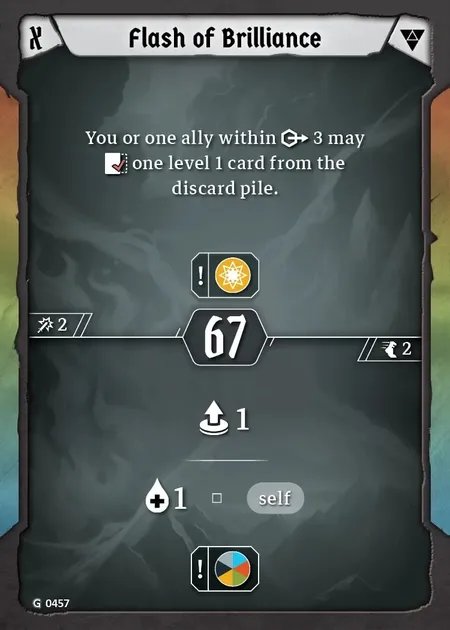 א Flash of Brilliance
You or one ally within 3 may
one level 1 card from the
discard pile.
!
2
67
2
1
1 self
!
G 0457